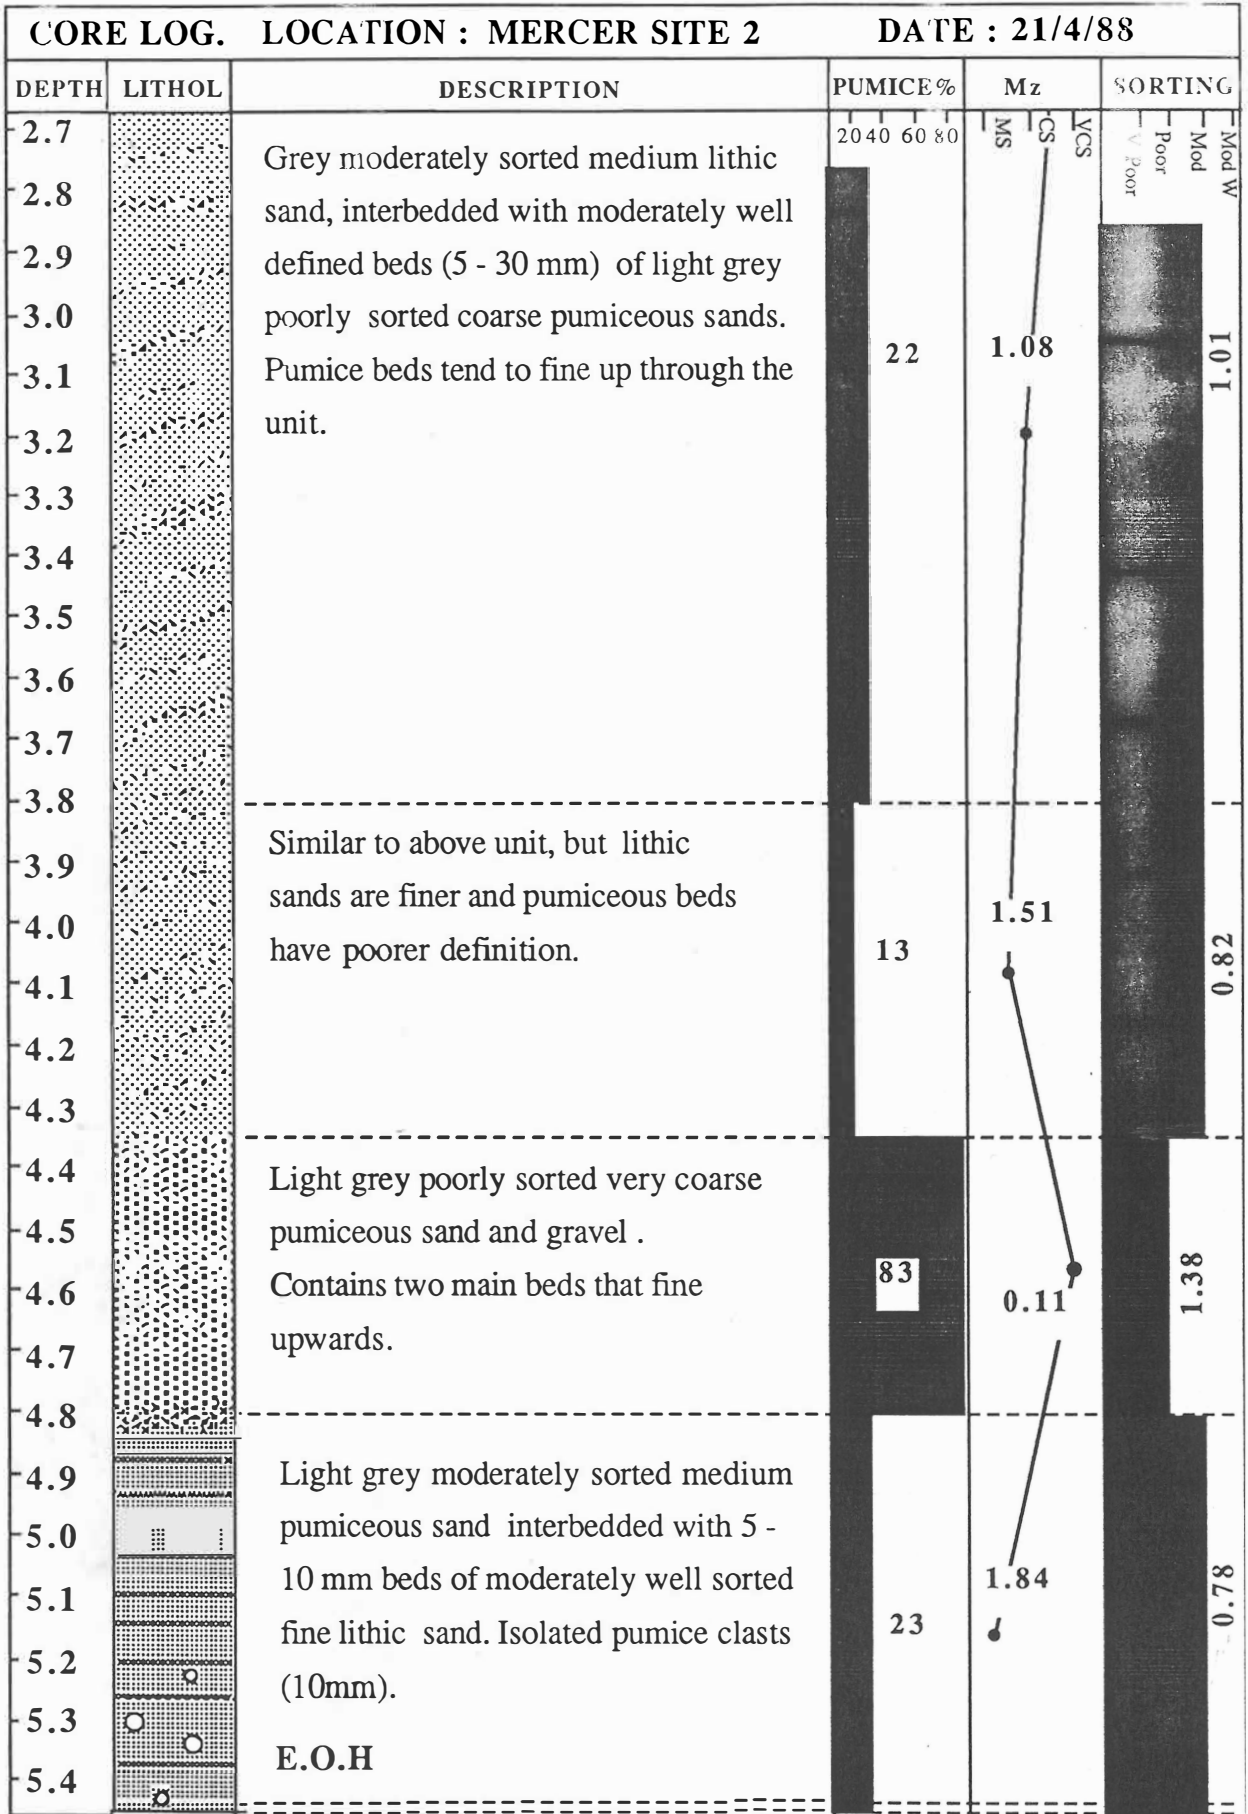 CORE LOG. LOCATION : MERCER SITE 2 DATE : 21/4/88
DEPTH LITHOL DESCRIPTION PUMICE% Mz SORTING
20 40 60 80 MS CS VCS V Poor Poor Mod Mod W
2.7
2.8
2.9
3.0
3.1
3.2
3.3
3.4
3.5
3.6
3.7
3.8
3.9
4.0
4.1
4.2
4.3
4.4
4.5
4.6
4.7
4.8
4.9
5.0
5.1
5.2
5.3
5.4
Grey moderately sorted medium lithic
sand, interbedded with moderately well
defined beds (5 - 30 mm) of light grey
poorly sorted coarse pumiceous sands.
Pumice beds tend to fine up through the
unit.
22 1.08 1.01
Similar to above unit, but lithic
sands are finer and pumiceous beds
have poorer definition.
13 1.51 0.82
Light grey poorly sorted very coarse
pumiceous sand and gravel .
Contains two main beds that fine
upwards.
83 0.11 1.38
Light grey moderately sorted medium
pumiceous sand interbedded with 5 -
10 mm beds of moderately well sorted
fine lithic sand. Isolated pumice clasts
(10mm).
E.O.H
23 1.84 0.78